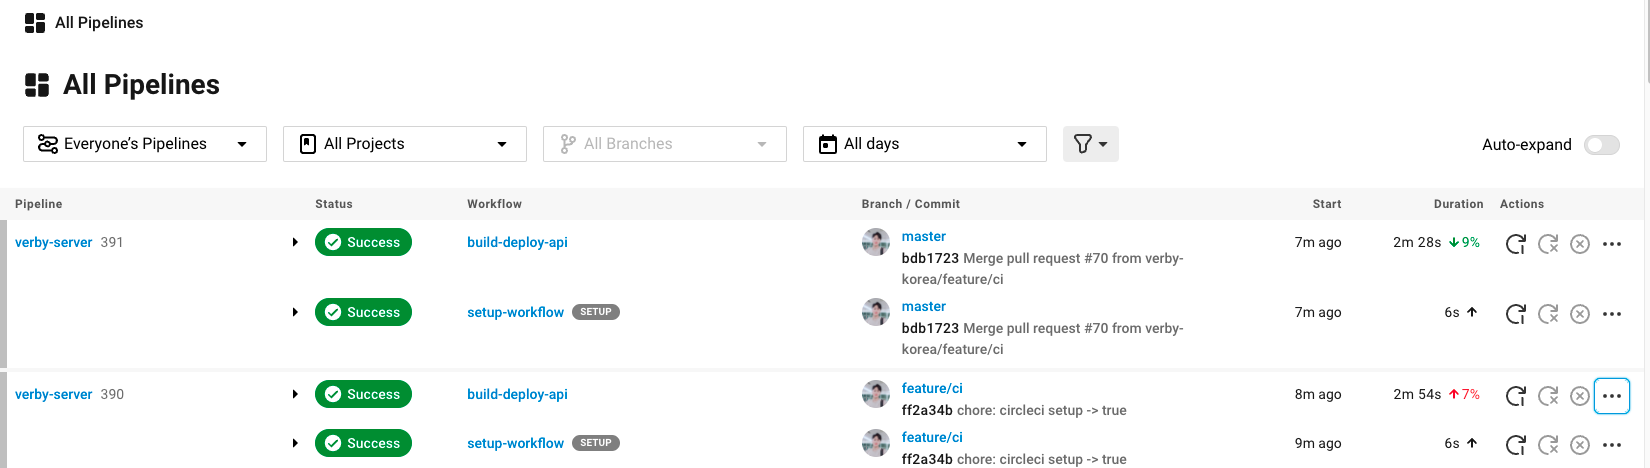 All Pipelines
All Pipelines
Everyone's Pipelines
All Projects
All Branches
All days
Auto-expand
Pipeline Status Workflow Branch / Commit Start Duration Actions
verby-server 391 Success build-deploy-api master 7m ago 2m 28s 9%
bdb1723 Merge pull request #70 from verby-
korea/feature/ci
Success setup-workflow SETUP master 7m ago 6s
bdb1723 Merge pull request #70 from verby-
korea/feature/ci
verby-server 390 Success build-deploy-api feature/ci 8m ago 2m 54s 7%
ff2a34b chore: circleci setup -> true
Success setup-workflow SETUP feature/ci 9m ago 6s
ff2a34b chore: circleci setup -> true